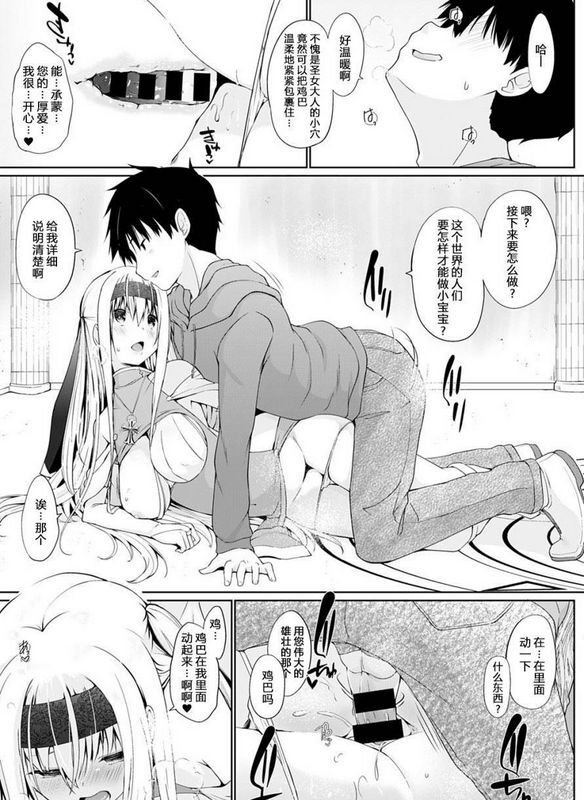 哈—
好温暖啊
不愧是圣女大人的小穴
竟然可以把鸡巴
温柔地紧紧包裹住…
能…承蒙
您的…厚爱
我很…开心…♥
喂？
接下来要怎么做？
这个世界的人们
要怎样才能做小宝宝？
给我详细
说明清楚啊
诶…那个
在…在里面
动一下
什么东西？
用您伟大的
雄壮的那个
鸡巴吗
鸡…
鸡巴在我里面
动起来…啊啊♥